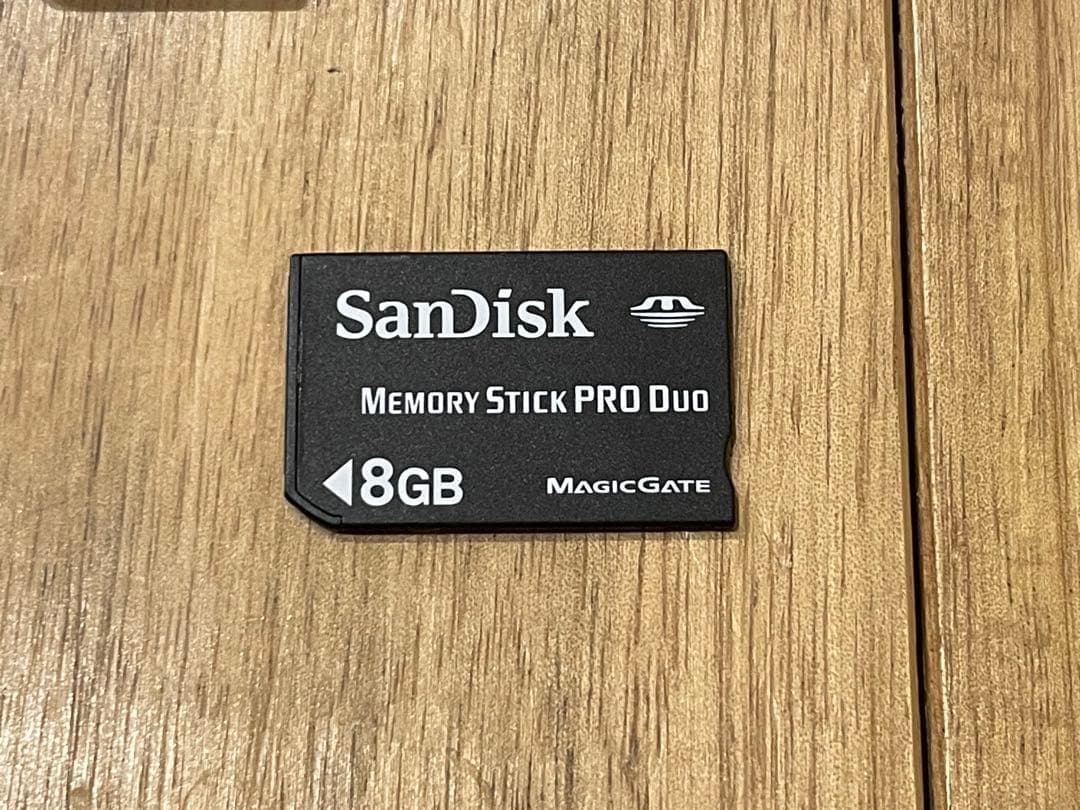 SanDisk
MEMORY STICK PRO DUO
8GB
MAGICGATE